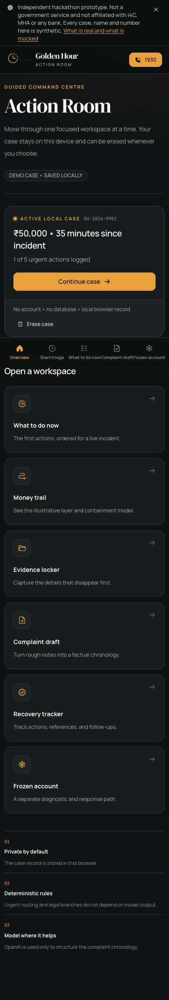 Independent hackathon prototype. Not a
government service and not affiliated with I4C,
MHA or any bank. Every case, name and number
here is synthetic. What is real and what is
mocked
Golden Hour
ACTION ROOM
1930
GUIDED COMMAND CENTRE
Action Room
Move through one focused workspace at a time. Your
case stays on this device and can be erased whenever
you choose.
DEMO CASE • SAVED LOCALLY
ACTIVE LOCAL CASE GH-2026-9981
₹50,000 • 35 minutes since
incident
1 of 5 urgent actions logged
Continue case
No account • no database • local browser record
Erase case
Overview
Start triage
What to do now
Complaint draft
Frozen account
Open a workspace
What to do now
The first actions, ordered for a live incident.
Money trail
See the illustrative layer and containment model.
Evidence locker
Capture the details that disappear first.
Complaint draft
Turn rough notes into a factual chronology.
Recovery tracker
Track actions, references, and follow-ups.
Frozen account
A separate diagnostic and response path.
01
Private by default
The case record is stored in this browser.
02
Deterministic rules
Urgent routing and legal branches do not depend on model output.
03
Model where it helps
OpenAI is used only to structure the complaint chronology.